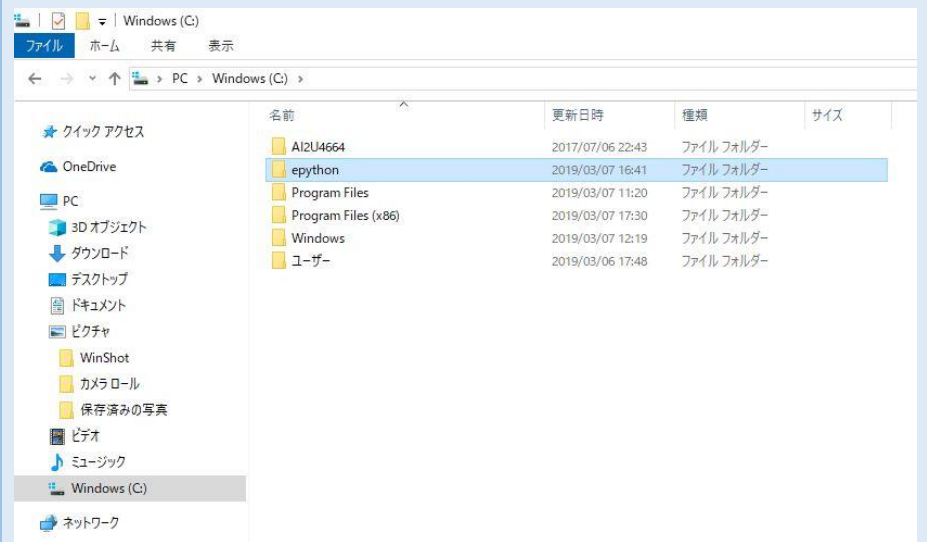 Windows (C:)
ファイル ホーム 共有 表示
PC > Windows (C:) >
名前 更新日時 種類 サイズ
クイック アクセス
OneDrive
PC
3D オブジェクト
ダウンロード
デスクトップ
ドキュメント
ピクチャ
WinShot
カメラ ロール
保存済みの写真
ビデオ
ミュージック
Windows (C:)
ネットワーク
AI2U4664 2017/07/06 22:43 ファイル フォルダー
epython 2019/03/07 16:41 ファイル フォルダー
Program Files 2019/03/07 11:20 ファイル フォルダー
Program Files (x86) 2019/03/07 17:30 ファイル フォルダー
Windows 2019/03/07 12:19 ファイル フォルダー
ユーザー 2019/03/06 17:48 ファイル フォルダー